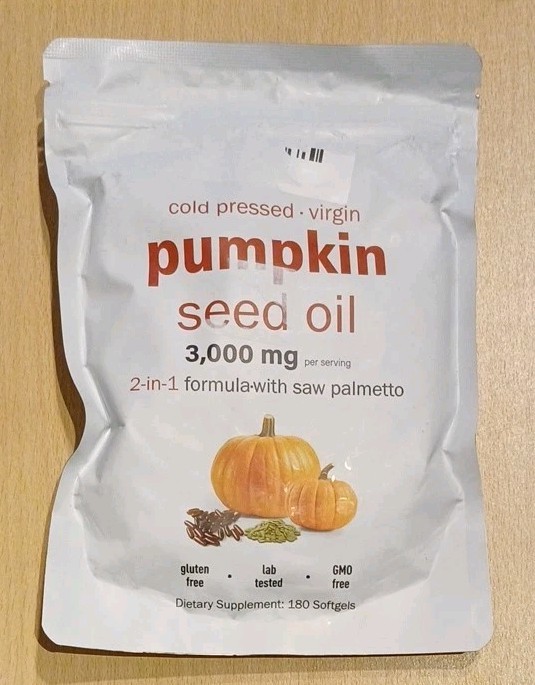 cold pressed · virgin
pumpkin
seed oil
3,000 mg per serving
2-in-1 formula·with saw palmetto
gluten free · lab tested · GMO free
Dietary Supplement: 180 Softgels